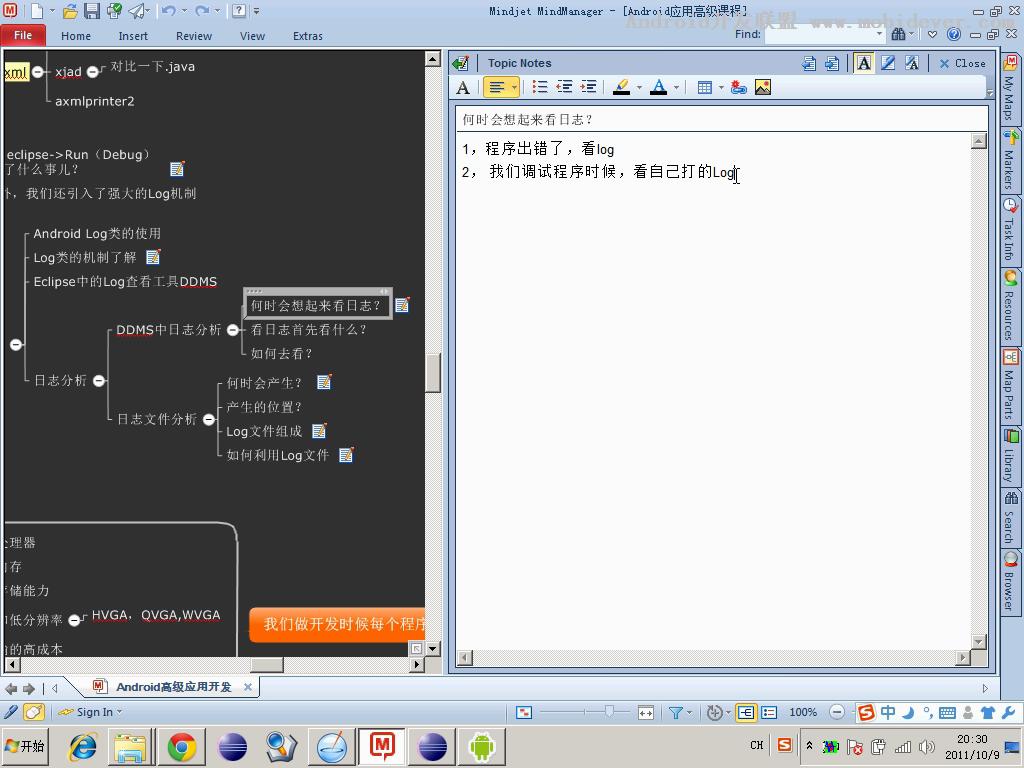 Mindjet MindManager - [Android应用高级课程]
Android开发联盟 www.mobidever.com
File
Home
Insert
Review
View
Extras
Find:
xml
xjad
对比一下.java
axmlprinter2
eclipse->Run（Debug）
了什么事儿?
外，我们还引入了强大的Log机制
Android Log类的使用
Log类的机制了解
Eclipse中的Log查看工具DDMS
何时会想起来看日志?
DDMS中日志分析
看日志首先看什么?
如何去看?
日志分析
何时会产生?
产生的位置?
日志文件分析
Log文件组成
如何利用Log文件
处理器
内存
存储能力
低分辨率
HVGA，QVGA,WVGA
我们做开发时候每个程序
的高成本
Topic Notes
Close
何时会想起来看日志?
1，程序出错了，看log
2， 我们调试程序时候，看自己打的Log
My Maps
Markers
Task Info
Resources
Map Parts
Library
Search
Browser
Android高级应用开发
Sign In
100%
中
开始
CH
20:30
2011/10/9